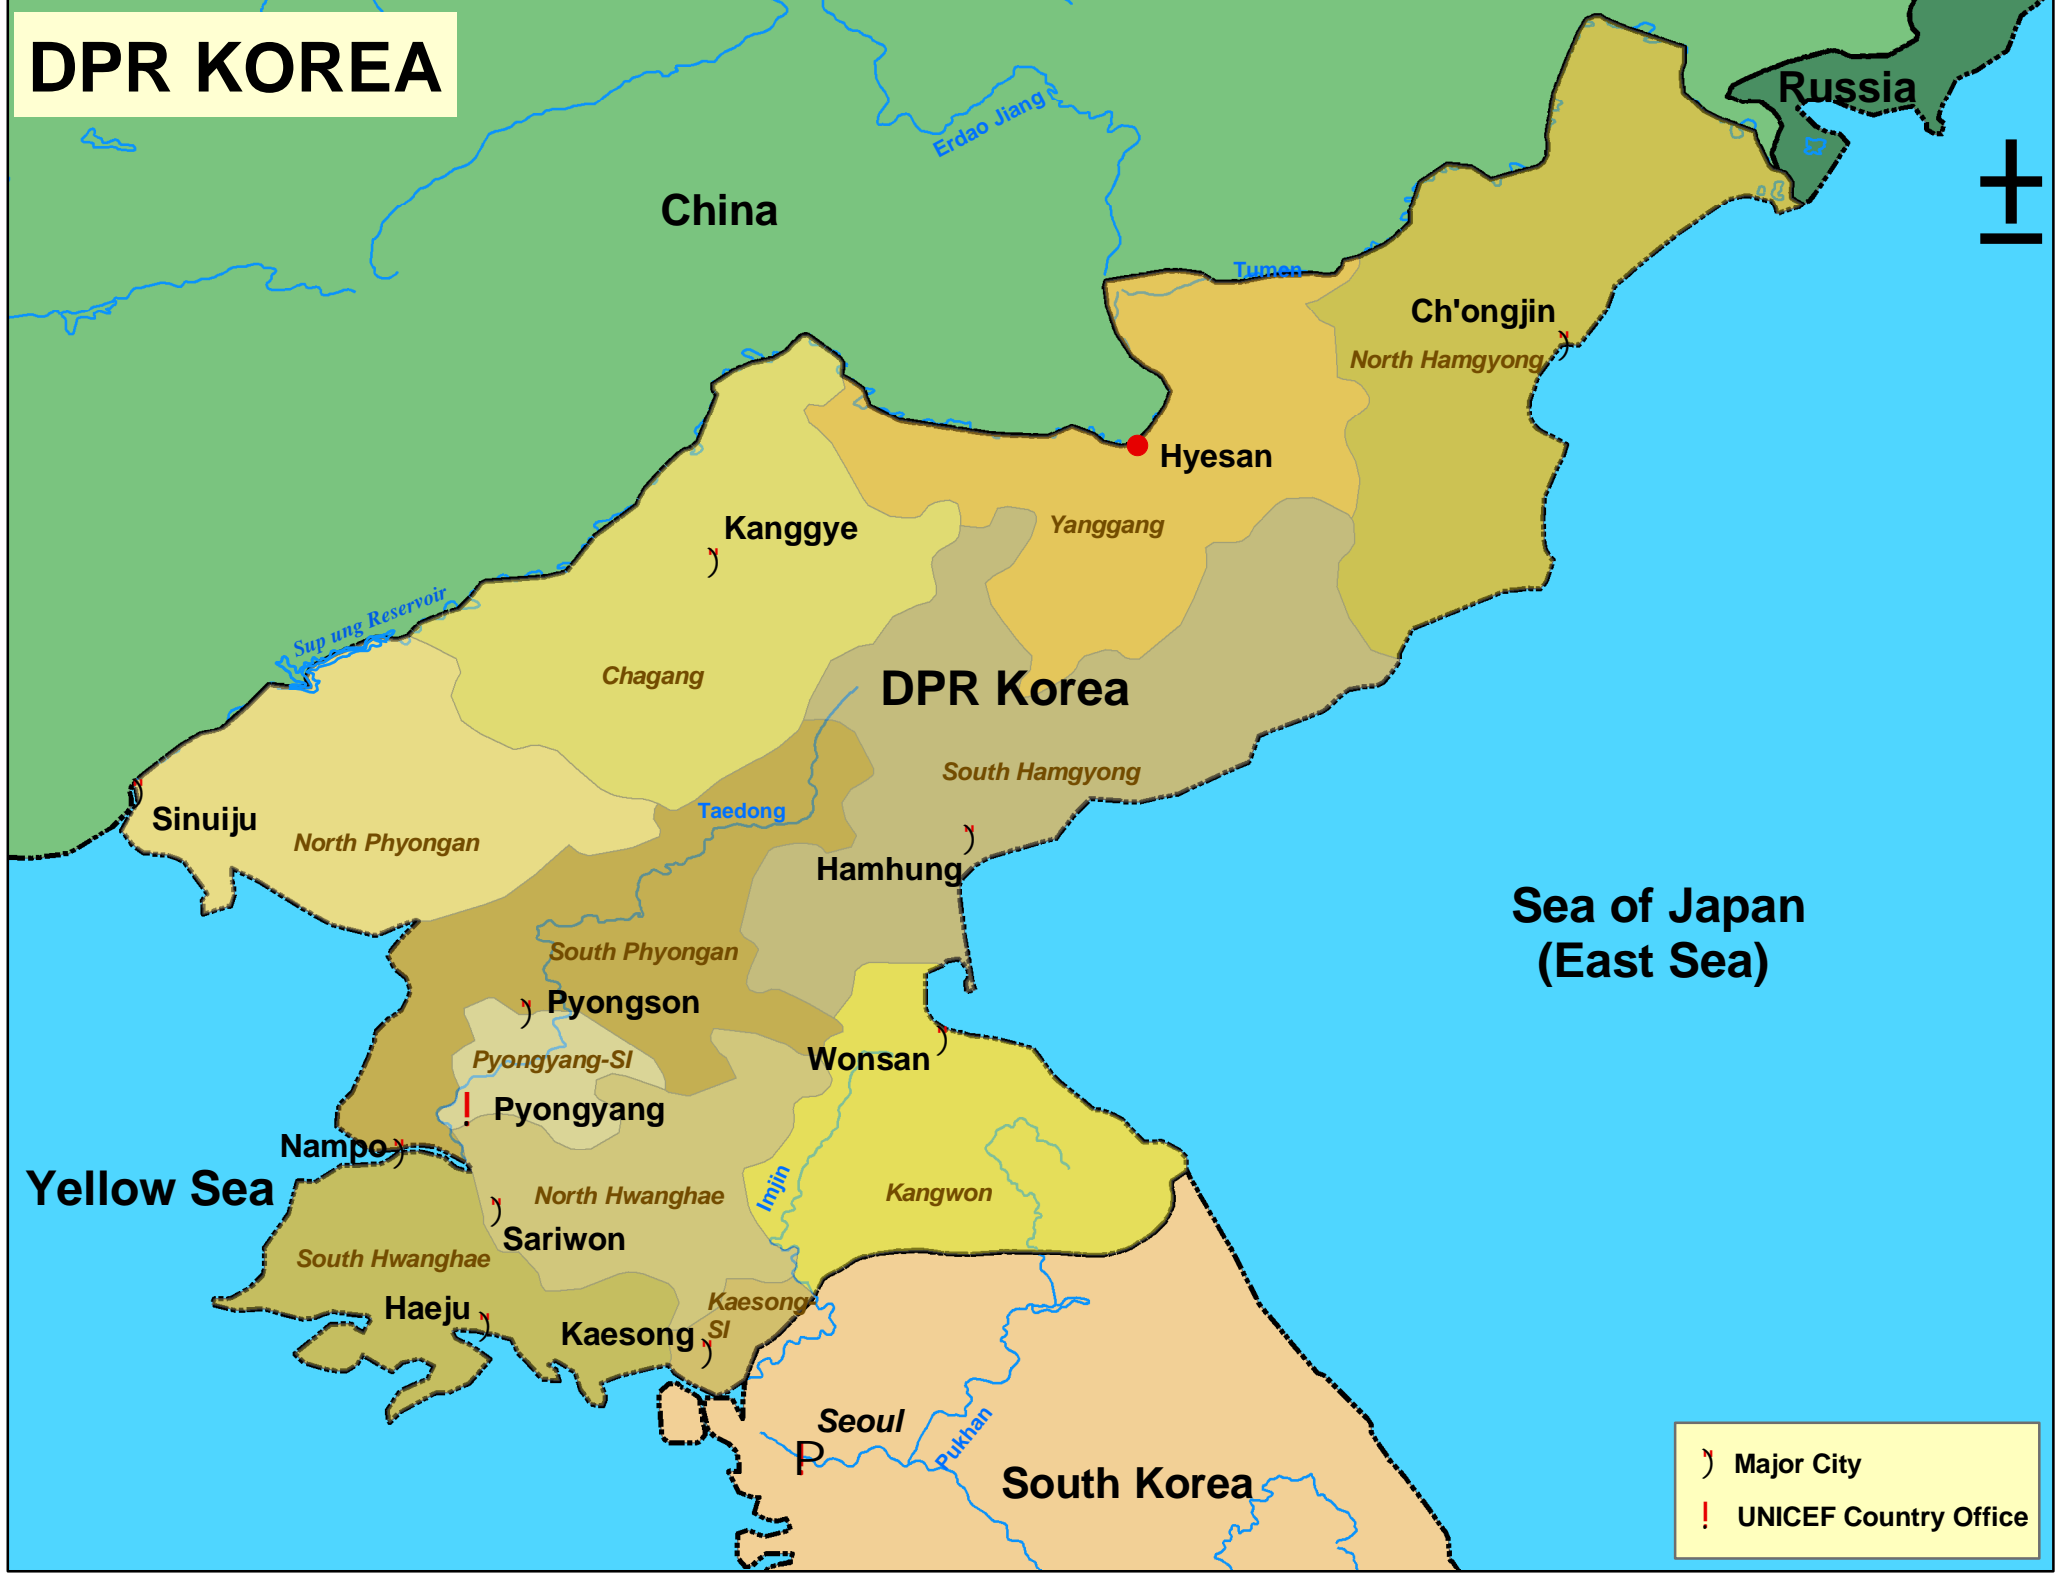 DPR KOREA
Russia
Erdao Jiang
China
Tumen
Ch'ongjin
North Hamgyong
Hyesan
Kanggye
Yanggang
Sup ung Reservoir
Chagang
DPR Korea
South Hamgyong
Taedong
Sinuiju
North Phyongan
Hamhung
Sea of Japan
(East Sea)
South Phyongan
Pyongson
Pyongyang-SI
Wonsan
Pyongyang
Nampo
Yellow Sea
Imjin
North Hwanghae
Kangwon
Sariwon
South Hwanghae
Kaesong
SI
Haeju
Kaesong
Seoul
P
Pukhan
South Korea
Major City
! UNICEF Country Office